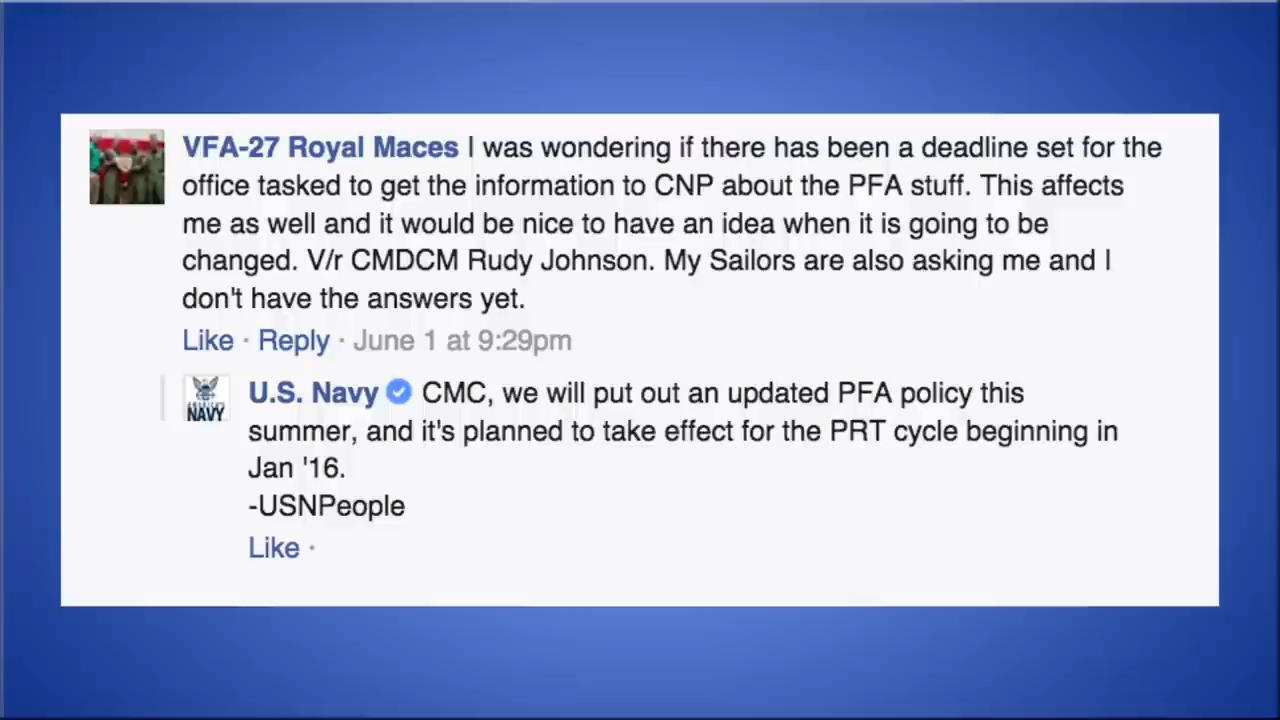 VFA-27 Royal Maces I was wondering if there has been a deadline set for the
office tasked to get the information to CNP about the PFA stuff. This affects
me as well and it would be nice to have an idea when it is going to be
changed. V/r CMDCM Rudy Johnson. My Sailors are also asking me and I
don't have the answers yet.
Like · Reply · June 1 at 9:29pm
U.S. Navy CMC, we will put out an updated PFA policy this
summer, and it's planned to take effect for the PRT cycle beginning in
Jan '16.
-USNPeople
Like ·
AMERICA'S
NAVY